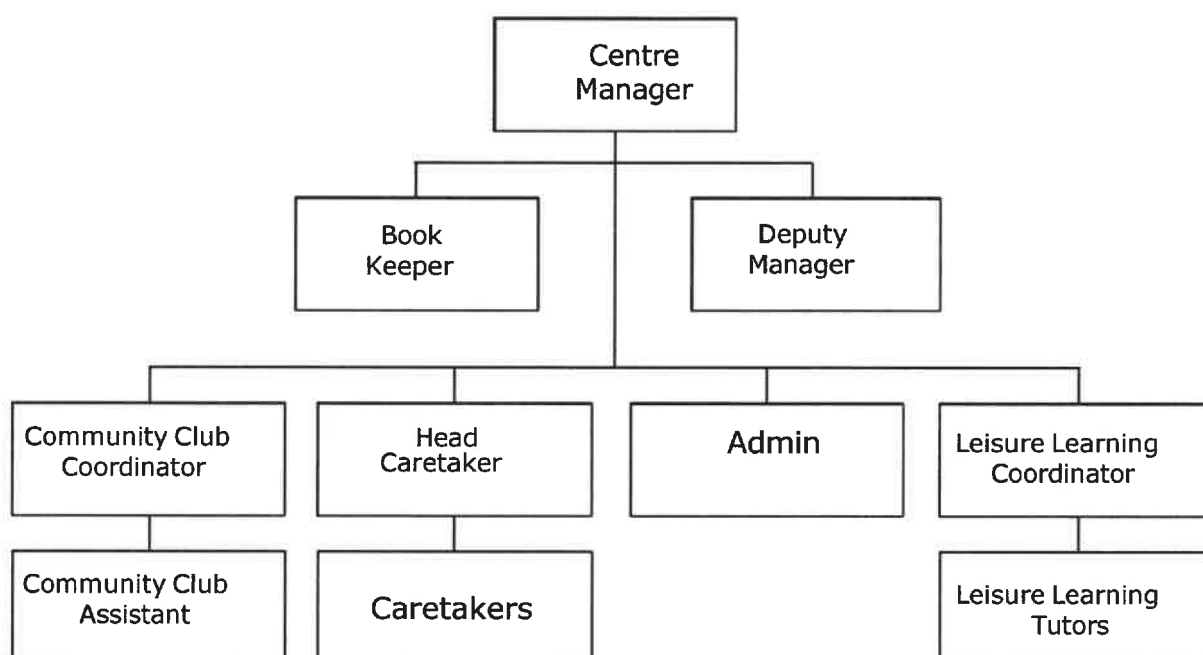 Centre
Manager
Book
Keeper
Deputy
Manager
Community Club
Coordinator
Head
Caretaker
Admin
Leisure Learning
Coordinator
Community Club
Assistant
Caretakers
Leisure Learning
Tutors